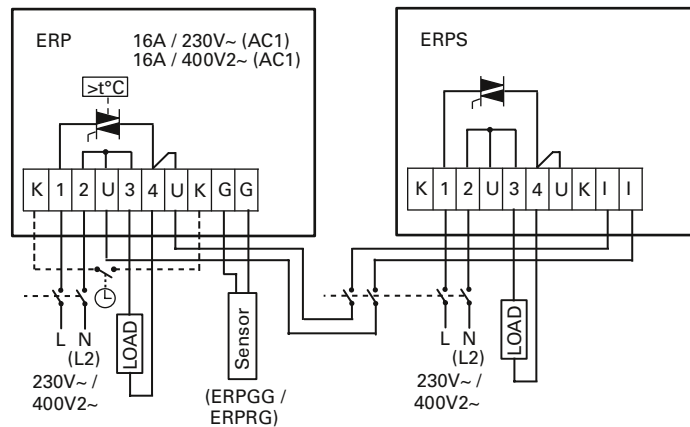 ERP
16A / 230V~ (AC1)
16A / 400V2~ (AC1)
>t°C
K 1 2 U 3 4 U K G G
L N
(L2)
230V~ /
400V2~
LOAD
Sensor
(ERPGG /
ERPRG)
ERPS
K 1 2 U 3 4 U K I I
L N
(L2)
230V~ /
400V2~
LOAD